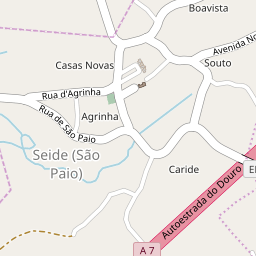 Boavista
Avenida No
Casas Novas
Souto
Rua d'Agrinha
Rua de São Paio
Agrinha
Seide (São
Paio)
Caride
El
Autoestrada do Douro
A 7